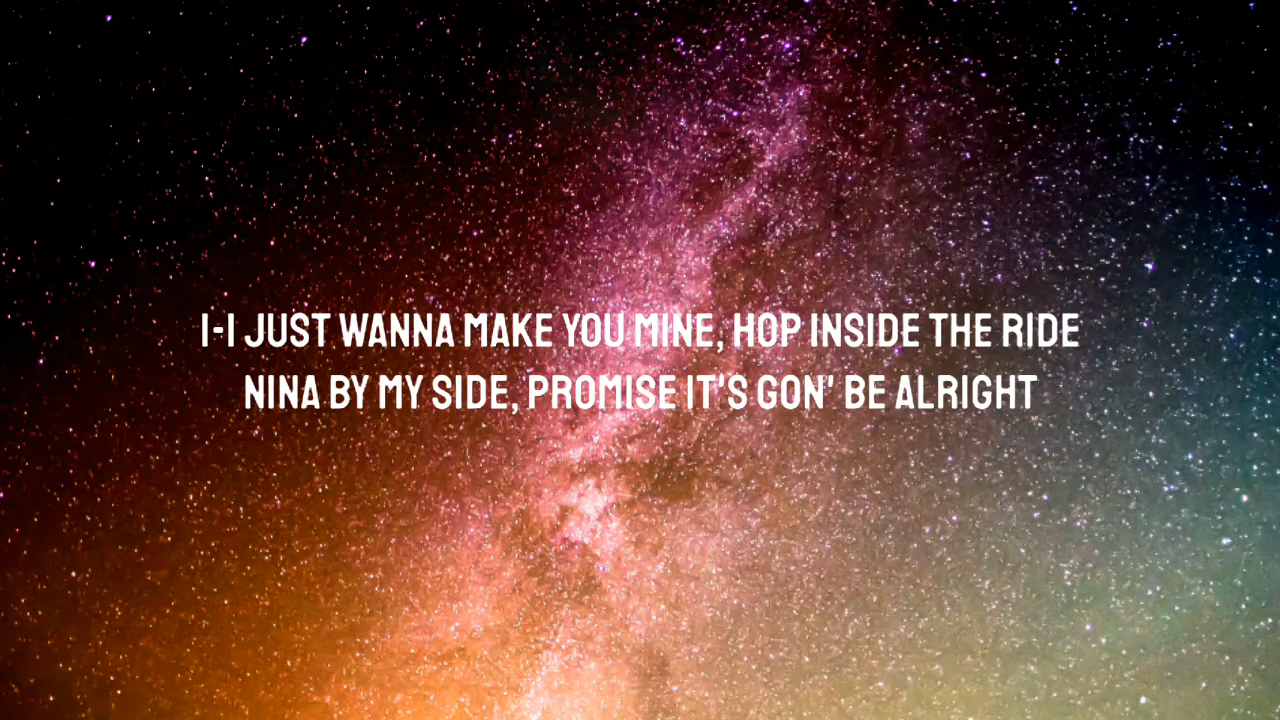 I-I JUST WANNA MAKE YOU MINE, HOP INSIDE THE RIDE
NINA BY MY SIDE, PROMISE IT'S GON' BE ALRIGHT